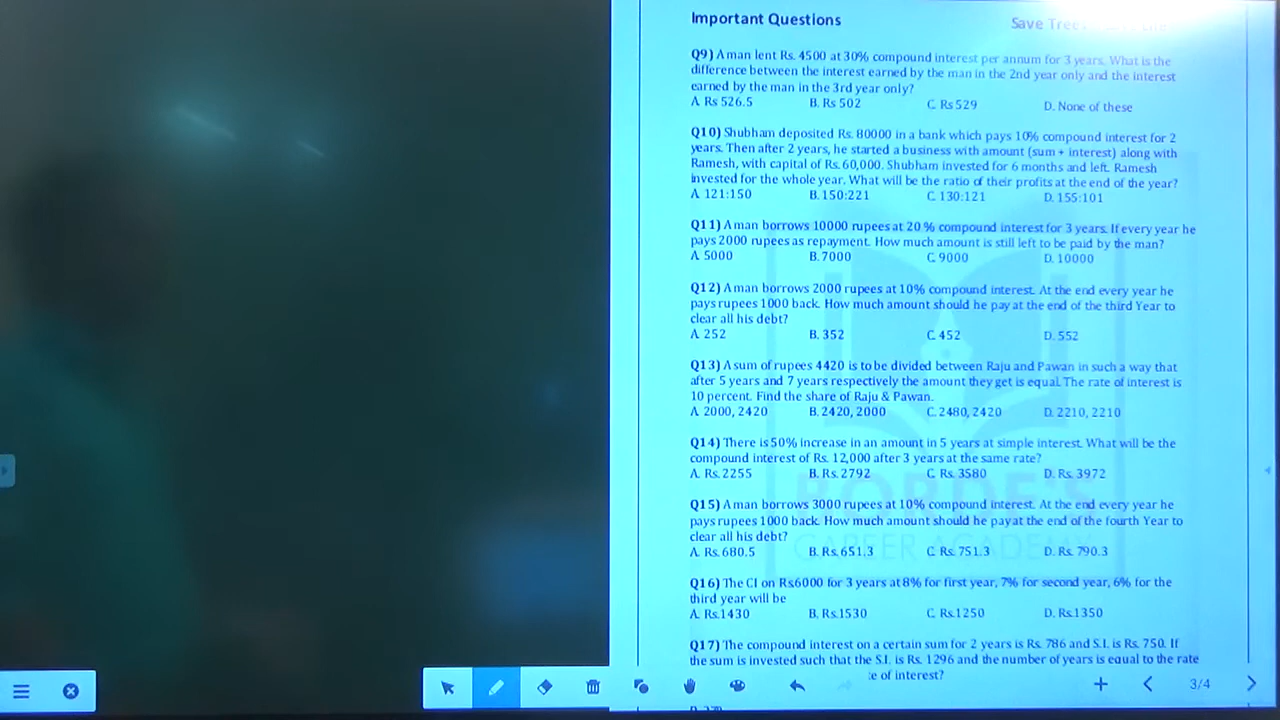 Important Questions
Save Tree
Q9) A man lent Rs. 4500 at 30% compound interest per annum for 3 years. What is the
difference between the interest earned by the man in the 2nd year only and the interest
earned by the man in the 3rd year only?
A. Rs 526.5 B. Rs 502 C. Rs 529 D. None of these
Q10) Shubham deposited Rs. 80000 in a bank which pays 10% compound interest for 2
years. Then after 2 years, he started a business with amount (sum + interest) along with
Ramesh, with capital of Rs. 60,000. Shubham invested for 6 months and left. Ramesh
invested for the whole year. What will be the ratio of their profits at the end of the year?
A. 121:150 B. 150:221 C. 130:121 D. 155:101
Q11) A man borrows 10000 rupees at 20 % compound interest for 3 years. If every year he
pays 2000 rupees as repayment. How much amount is still left to be paid by the man?
A. 5000 B. 7000 C. 9000 D. 10000
Q12) A man borrows 2000 rupees at 10% compound interest. At the end every year he
pays rupees 1000 back. How much amount should he pay at the end of the third Year to
clear all his debt?
A. 252 B. 352 C. 452 D. 552
Q13) A sum of rupees 4420 is to be divided between Raju and Pawan in such a way that
after 5 years and 7 years respectively the amount they get is equal. The rate of interest is
10 percent. Find the share of Raju & Pawan.
A. 2000, 2420 B. 2420, 2000 C. 2480, 2420 D. 2210, 2210
Q14) There is 50% increase in an amount in 5 years at simple interest. What will be the
compound interest of Rs. 12,000 after 3 years at the same rate?
A. Rs. 2255 B. Rs. 2792 C. Rs. 3580 D. Rs. 3972
Q15) A man borrows 3000 rupees at 10% compound interest. At the end every year he
pays rupees 1000 back. How much amount should he pay at the end of the fourth Year to
clear all his debt?
A. Rs. 680.5 B. Rs. 651.3 C. Rs. 751.3 D. Rs. 790.3
CAREER ACADEMY
Q16) The CI on Rs6000 for 3 years at 8% for first year, 7% for second year, 6% for the
third year will be
A. Rs.1430 B. Rs.1530 C. Rs.1250 D. Rs.1350
Q17) The compound interest on a certain sum for 2 years is Rs. 786 and S.I. is Rs. 750. If
the sum is invested such that the S.I. is Rs. 1296 and the number of years is equal to the rate
of interest?
3/4